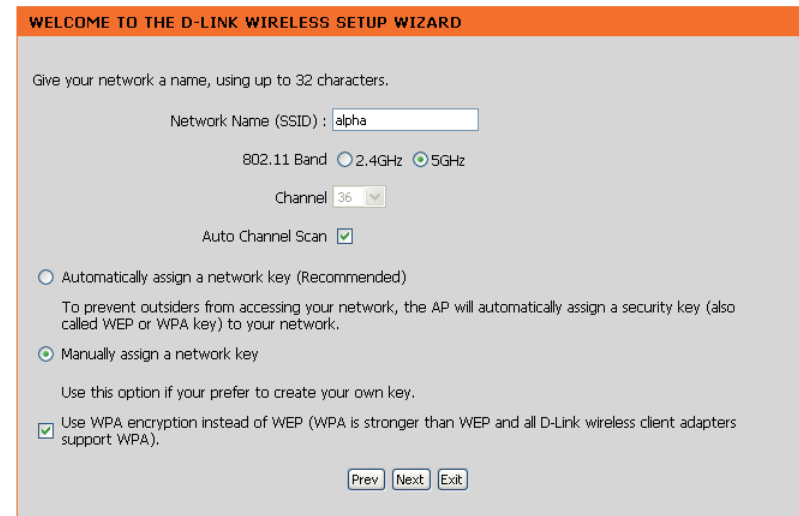 WELCOME TO THE D-LINK WIRELESS SETUP WIZARD
Give your network a name, using up to 32 characters.
Network Name (SSID) : alpha
802.11 Band 2.4GHz 5GHz
Channel 36
Auto Channel Scan
Automatically assign a network key (Recommended)
To prevent outsiders from accessing your network, the AP will automatically assign a security key (also
called WEP or WPA key) to your network.
Manually assign a network key
Use this option if your prefer to create your own key.
Use WPA encryption instead of WEP (WPA is stronger than WEP and all D-Link wireless client adapters
support WPA).
Prev Next Exit